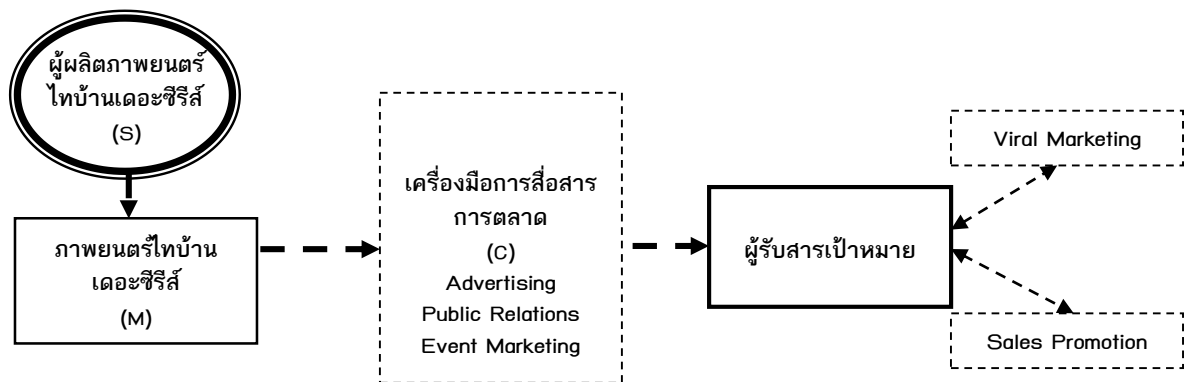 ผู้ผลิตภาพยนตร์
ไทบ้านเดอะซีรีส์
(S)
ภาพยนตร์ไทบ้าน
เดอะซีรีส์
(M)
เครื่องมือการสื่อสาร
การตลาด
(C)
Advertising
Public Relations
Event Marketing
ผู้รับสารเป้าหมาย
Viral Marketing
Sales Promotion